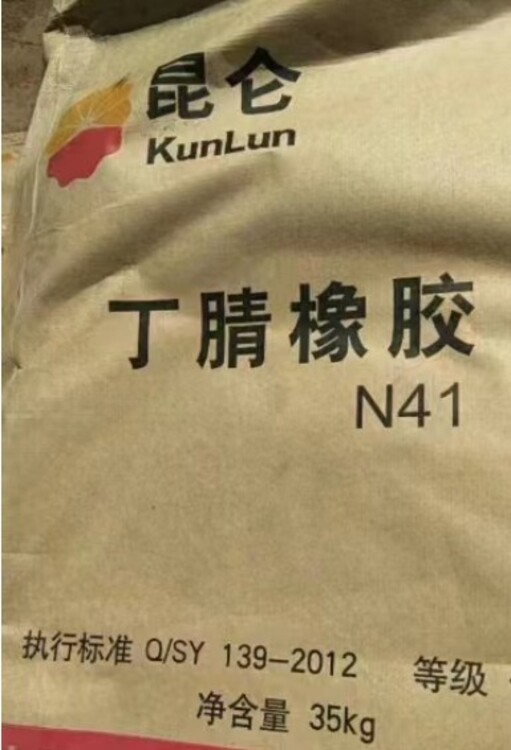 昆仑
KunLun
丁腈橡胶
N41
执行标准 Q/SY 139-2012 等级
净含量 35kg